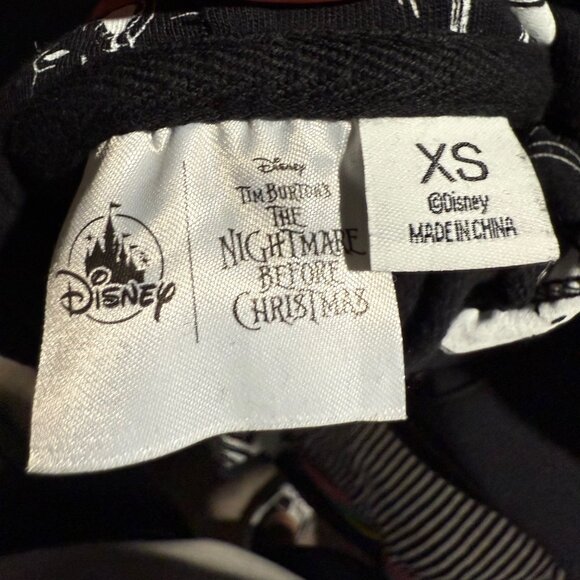 Disney
Disney
Tim Burton's
THE
NIGHTMARE
BEFORE
CHRISTMAS
XS
©Disney
MADE IN CHINA